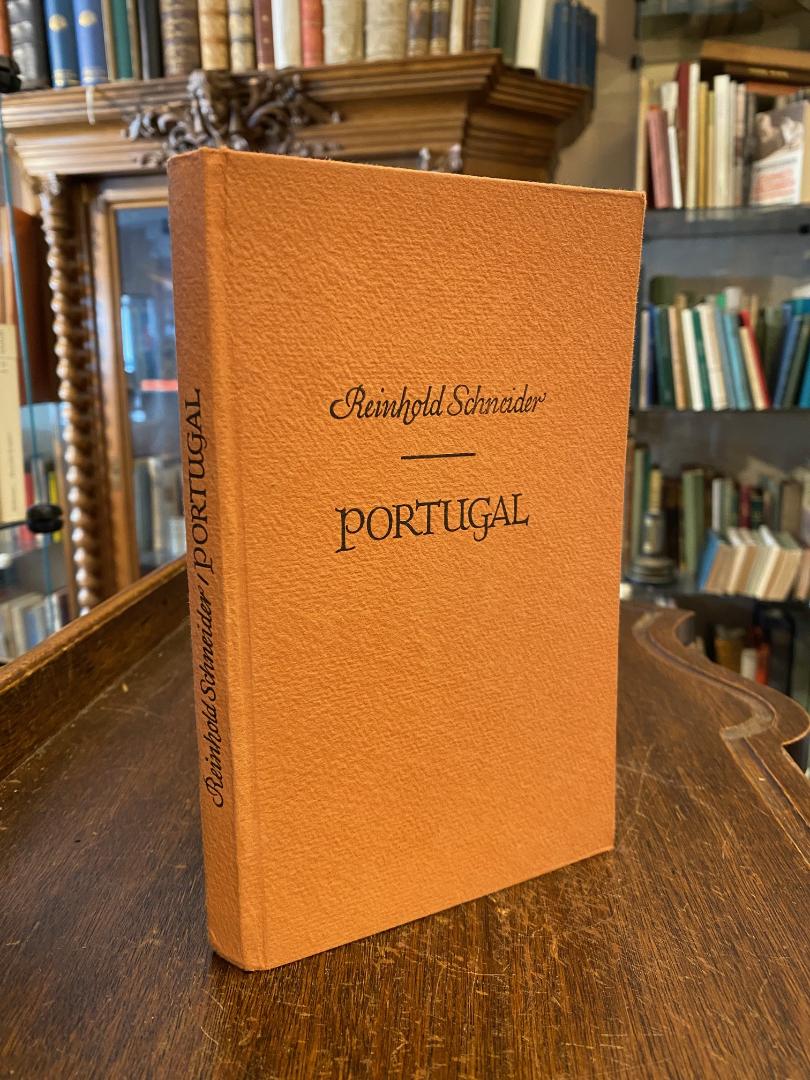 Reinhold Schneider
PORTUGAL
Reinhold Schneider / PORTUGAL